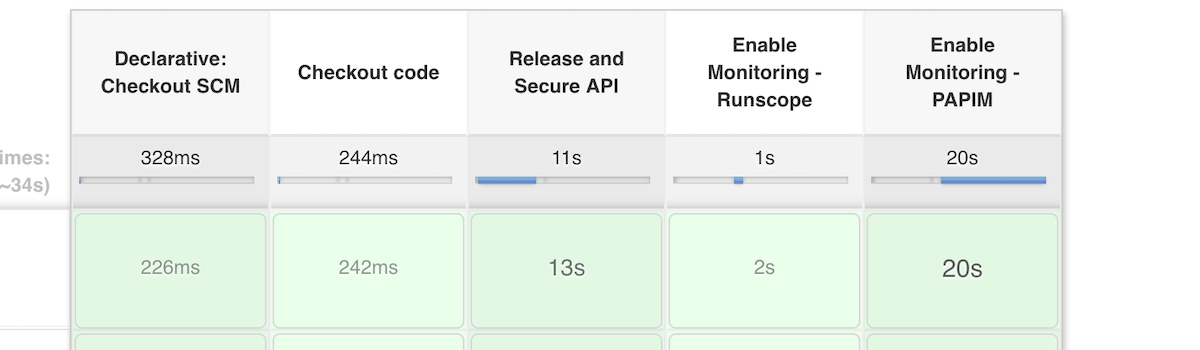 Declarative:
Checkout SCM
Checkout code
Release and
Secure API
Enable
Monitoring -
Runscope
Enable
Monitoring -
PAPIM
imes:
~34s)
328ms
244ms
11s
1s
20s
226ms
242ms
13s
2s
20s